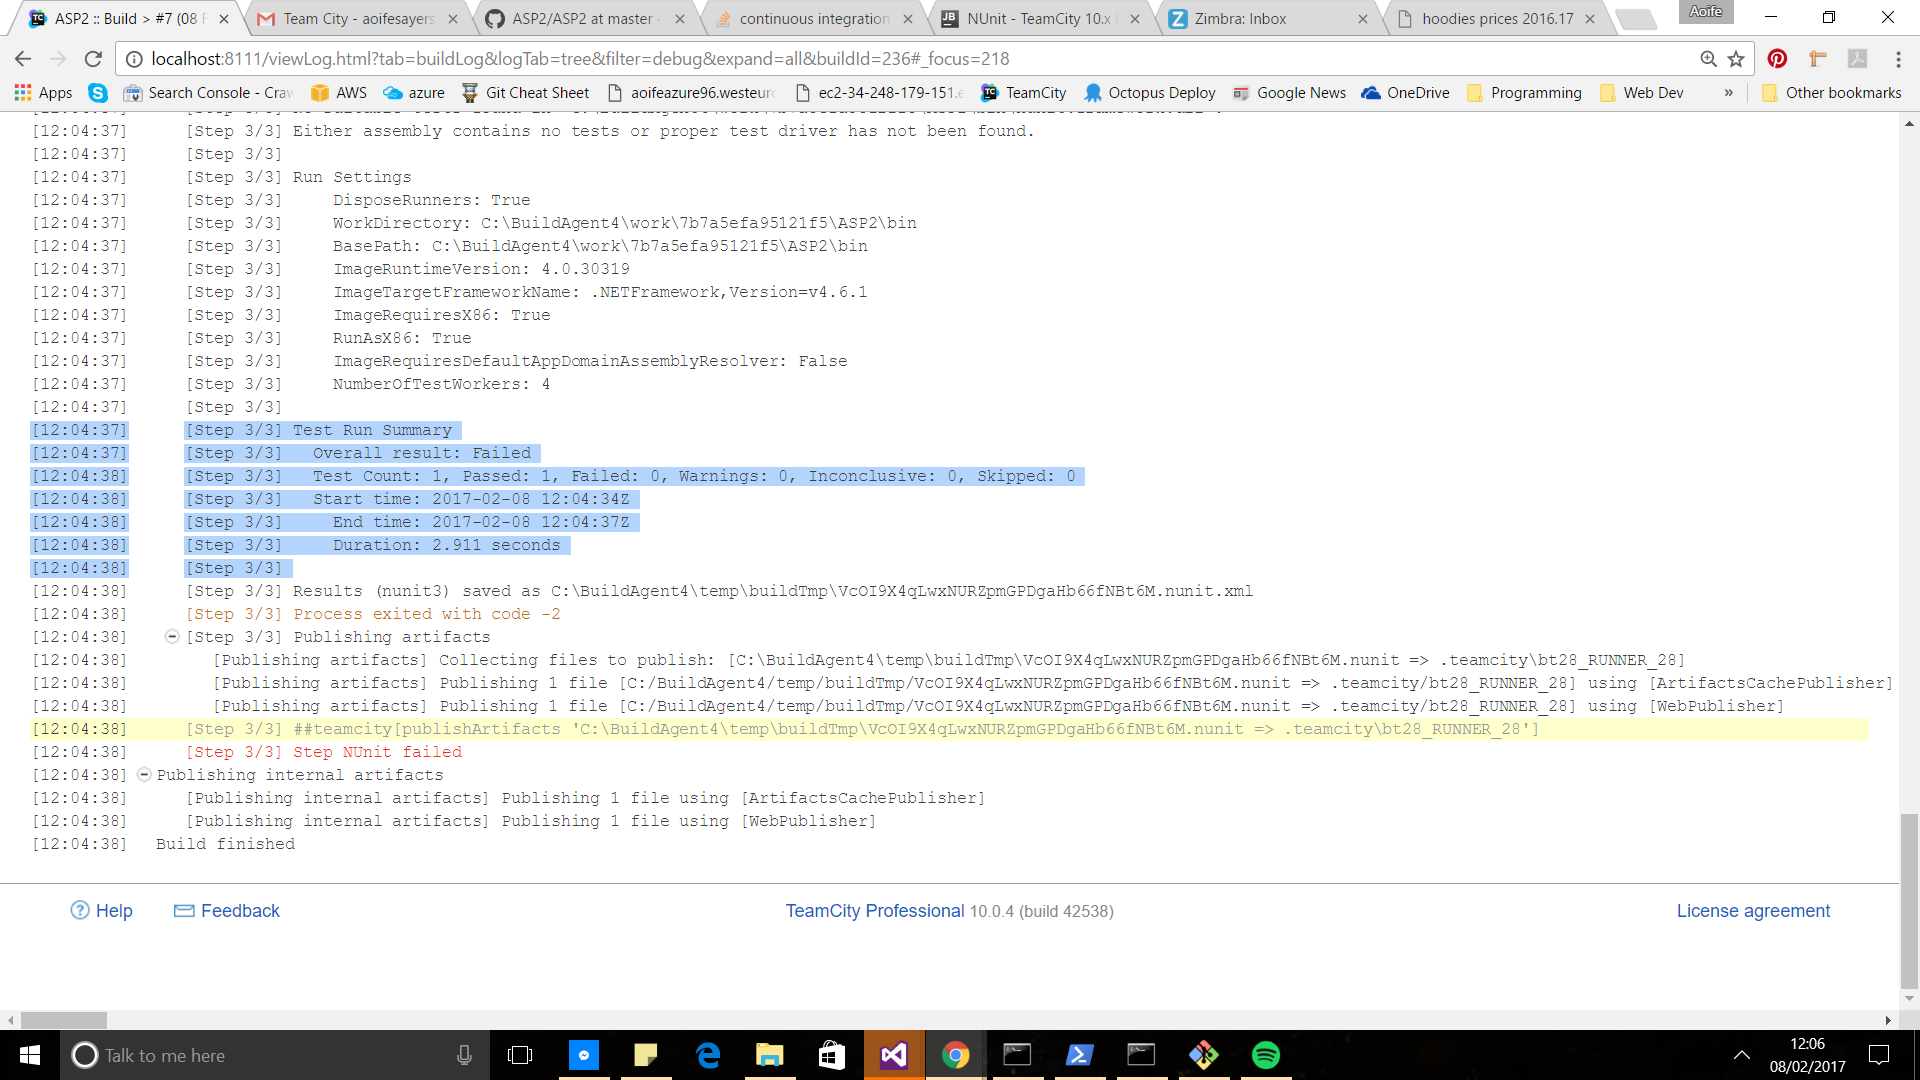 ASP2 :: Build > #7 (08 F
Team City - aoifesayers
ASP2/ASP2 at master
continuous integration
NUnit - TeamCity 10.x D
Zimbra: Inbox
hoodies prices 2016.17
Aoife
localhost:8111/viewLog.html?tab=buildLog&logTab=tree&filter=debug&expand=all&buildId=236#_focus=218
Apps
Search Console - Craw
AWS
azure
Git Cheat Sheet
aoifeazure96.westeuro
ec2-34-248-179-151.e
TeamCity
Octopus Deploy
Google News
OneDrive
Programming
Web Dev
»
Other bookmarks
[12:04:37] [Step 3/3] Either assembly contains no tests or proper test driver has not been found.
[12:04:37] [Step 3/3]
[12:04:37] [Step 3/3] Run Settings
[12:04:37] [Step 3/3] DisposeRunners: True
[12:04:37] [Step 3/3] WorkDirectory: C:\BuildAgent4\work\7b7a5efa95121f5\ASP2\bin
[12:04:37] [Step 3/3] BasePath: C:\BuildAgent4\work\7b7a5efa95121f5\ASP2\bin
[12:04:37] [Step 3/3] ImageRuntimeVersion: 4.0.30319
[12:04:37] [Step 3/3] ImageTargetFrameworkName: .NETFramework,Version=v4.6.1
[12:04:37] [Step 3/3] ImageRequiresX86: True
[12:04:37] [Step 3/3] RunAsX86: True
[12:04:37] [Step 3/3] ImageRequiresDefaultAppDomainAssemblyResolver: False
[12:04:37] [Step 3/3] NumberOfTestWorkers: 4
[12:04:37] [Step 3/3]
[12:04:37] [Step 3/3] Test Run Summary
[12:04:37] [Step 3/3] Overall result: Failed
[12:04:38] [Step 3/3] Test Count: 1, Passed: 1, Failed: 0, Warnings: 0, Inconclusive: 0, Skipped: 0
[12:04:38] [Step 3/3] Start time: 2017-02-08 12:04:34Z
[12:04:38] [Step 3/3] End time: 2017-02-08 12:04:37Z
[12:04:38] [Step 3/3] Duration: 2.911 seconds
[12:04:38] [Step 3/3]
[12:04:38] [Step 3/3] Results (nunit3) saved as C:\BuildAgent4\temp\buildTmp\VcOI9X4qLwxNURZpmGPDgaHb66fNBt6M.nunit.xml
[12:04:38] [Step 3/3] Process exited with code -2
[12:04:38] [Step 3/3] Publishing artifacts
[12:04:38] [Publishing artifacts] Collecting files to publish: [C:\BuildAgent4\temp\buildTmp\VcOI9X4qLwxNURZpmGPDgaHb66fNBt6M.nunit => .teamcity\bt28_RUNNER_28]
[12:04:38] [Publishing artifacts] Publishing 1 file [C:/BuildAgent4/temp/buildTmp/VcOI9X4qLwxNURZpmGPDgaHb66fNBt6M.nunit => .teamcity/bt28_RUNNER_28] using [ArtifactsCachePublisher]
[12:04:38] [Publishing artifacts] Publishing 1 file [C:/BuildAgent4/temp/buildTmp/VcOI9X4qLwxNURZpmGPDgaHb66fNBt6M.nunit => .teamcity/bt28_RUNNER_28] using [WebPublisher]
[12:04:38] [Step 3/3] ##teamcity[publishArtifacts 'C:\BuildAgent4\temp\buildTmp\VcOI9X4qLwxNURZpmGPDgaHb66fNBt6M.nunit => .teamcity\bt28_RUNNER_28']
[12:04:38] [Step 3/3] Step NUnit failed
[12:04:38] Publishing internal artifacts
[12:04:38] [Publishing internal artifacts] Publishing 1 file using [ArtifactsCachePublisher]
[12:04:38] [Publishing internal artifacts] Publishing 1 file using [WebPublisher]
[12:04:38] Build finished
Help
Feedback
TeamCity Professional 10.0.4 (build 42538)
License agreement
Talk to me here
12:06
08/02/2017